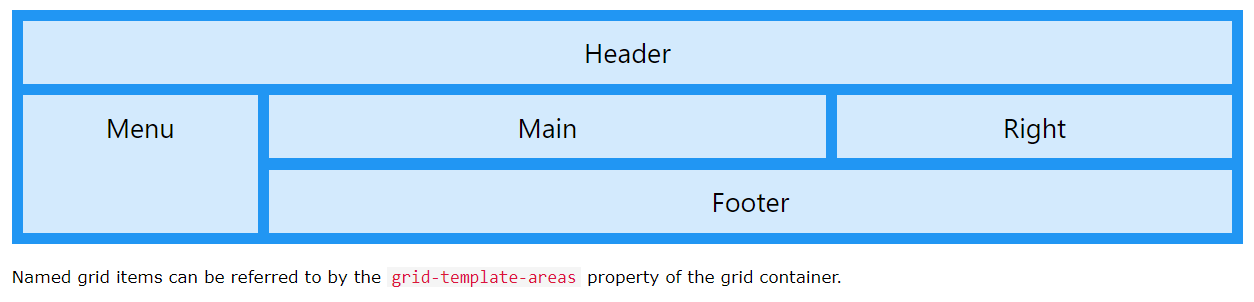 Header
Menu
Main
Right
Footer
Named grid items can be referred to by the grid-template-areas property of the grid container.